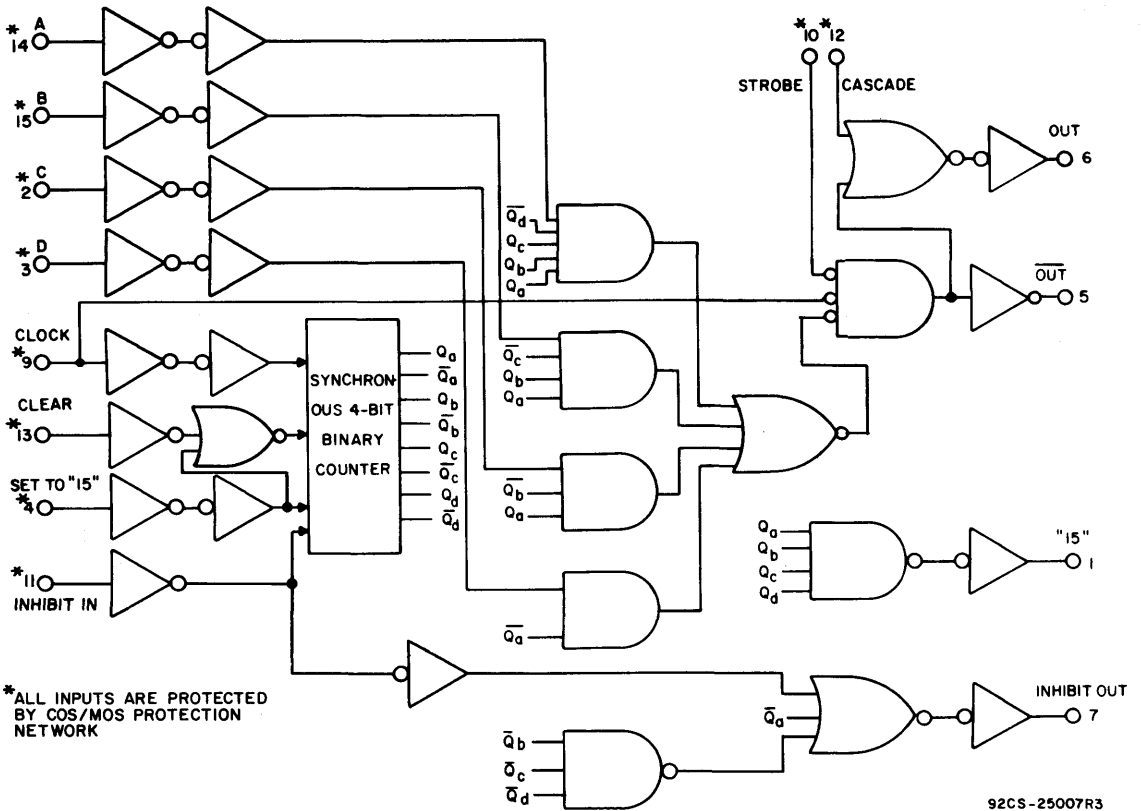 A
*14
B
*15
C
*2
D
*3
CLOCK
*9
CLEAR
*13
SET TO "15"
*4
*11
INHIBIT IN
SYNCHRON-
OUS 4-BIT
BINARY
COUNTER
Qa
Q̅a
Qb
Q̅b
Qc
Q̅c
Qd
Q̅d
Q̅d
Qc
Qb
Qa
Q̅c
Qb
Qa
Q̅b
Qa
Q̅a
*10 *12
STROBE CASCADE
OUT
6
O̅U̅T̅
5
Qa
Qb
Qc
Qd
"15"
1
Q̅b
Q̅c
Q̅d
Q̅a
INHIBIT OUT
7
*ALL INPUTS ARE PROTECTED
BY COS/MOS PROTECTION
NETWORK
92CS-25007R3